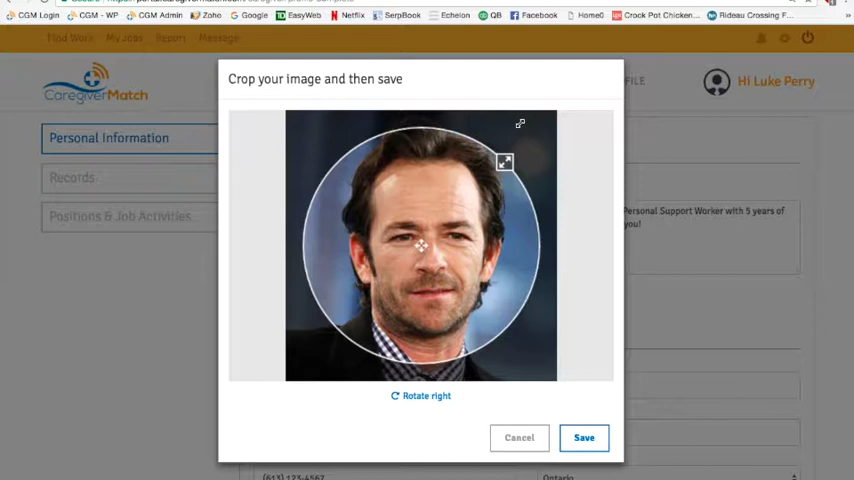 CGM Login CGM - WP CGM Admin Zoho Google EasyWeb Netflix SerpBook Echelon QB Facebook Home Crock Pot Chicken... Rideau Crossing F...
Find Work My Jobs Report Message
Crop your image and then save
CaregiverMatch
FILE
Hi Luke Perry
Personal Information
Records
Positions & Job Activities...
Personal Support Worker with 5 years of
you!
Rotate right
Cancel Save
(613) 123-4567
Ontario